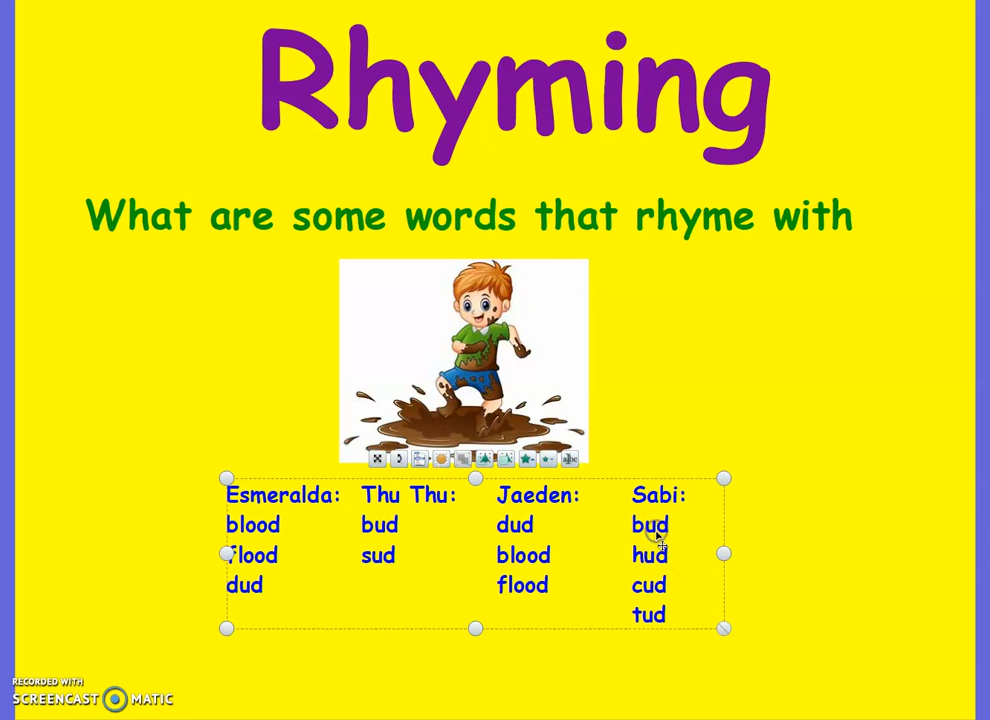 Rhyming
What are some words that rhyme with
abc
Esmeralda: Thu Thu: Jaeden: Sabi:
blood bud dud bud
flood sud blood hud
dud flood cud
tud
RECORDED WITH
SCREENCAST MATIC